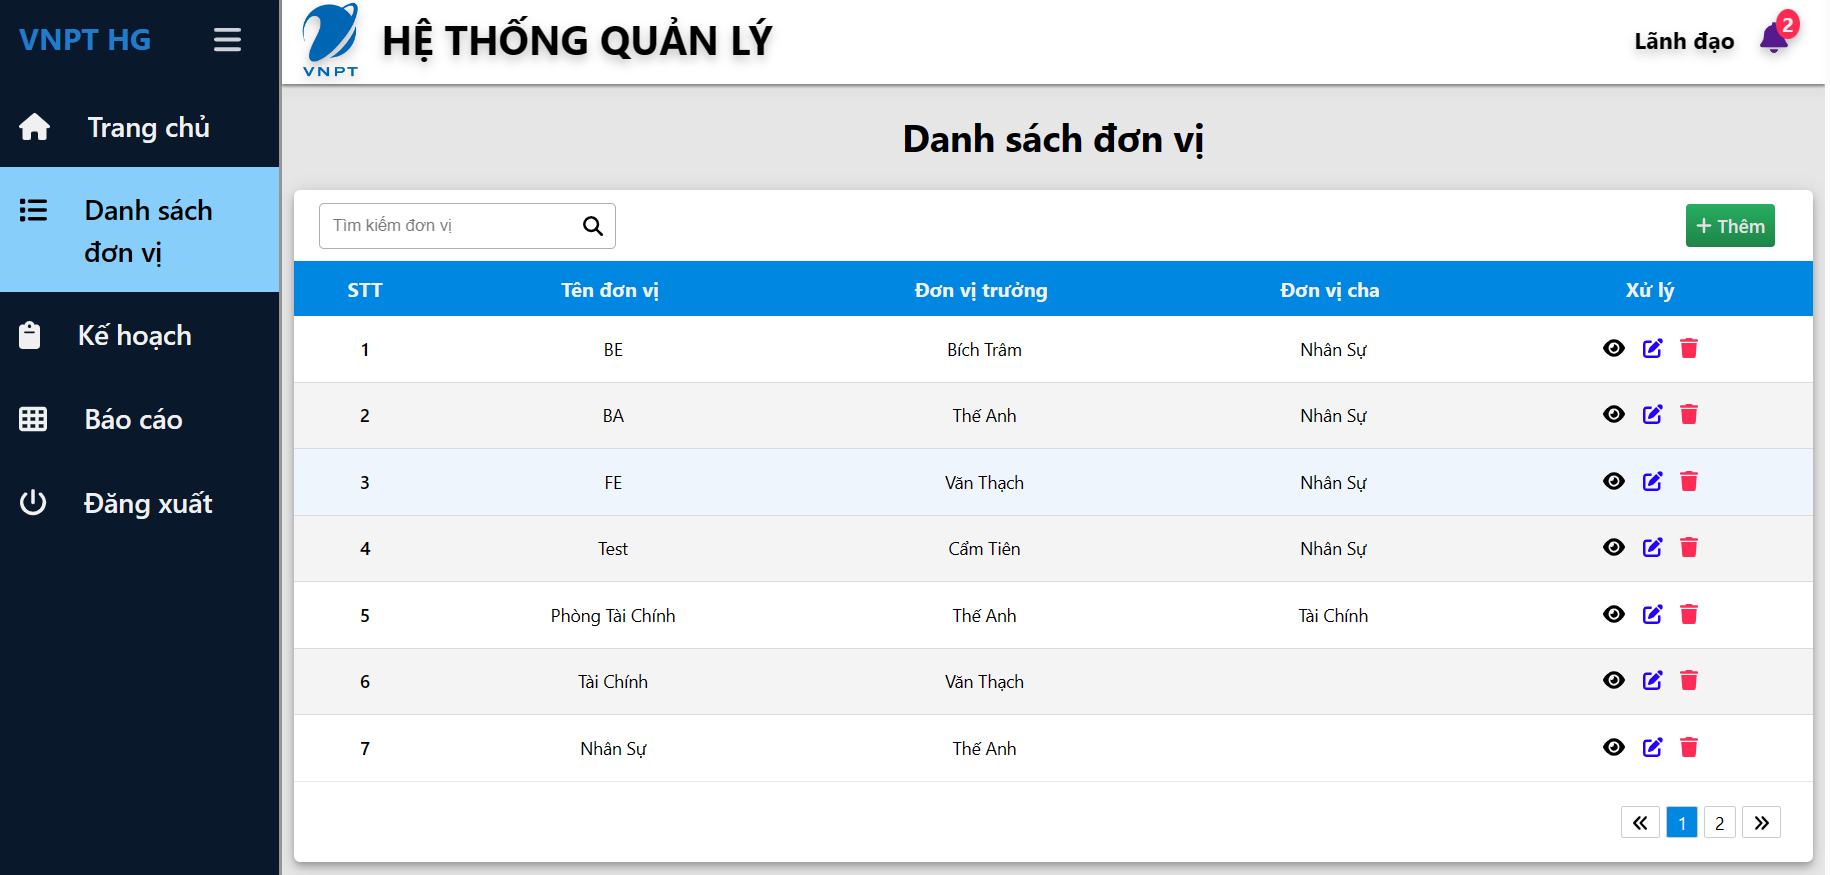 VNPT HG
VNPT
HỆ THỐNG QUẢN LÝ
Lãnh đạo
2
Trang chủ
Danh sách
đơn vị
Kế hoạch
Báo cáo
Đăng xuất
Danh sách đơn vị
Tìm kiếm đơn vị
Thêm
STT Tên đơn vị Đơn vị trưởng Đơn vị cha Xử lý
1 BE Bích Trâm Nhân Sự
2 BA Thế Anh Nhân Sự
3 FE Văn Thạch Nhân Sự
4 Test Cẩm Tiên Nhân Sự
5 Phòng Tài Chính Thế Anh Tài Chính
6 Tài Chính Văn Thạch
7 Nhân Sự Thế Anh
« 1 2 »